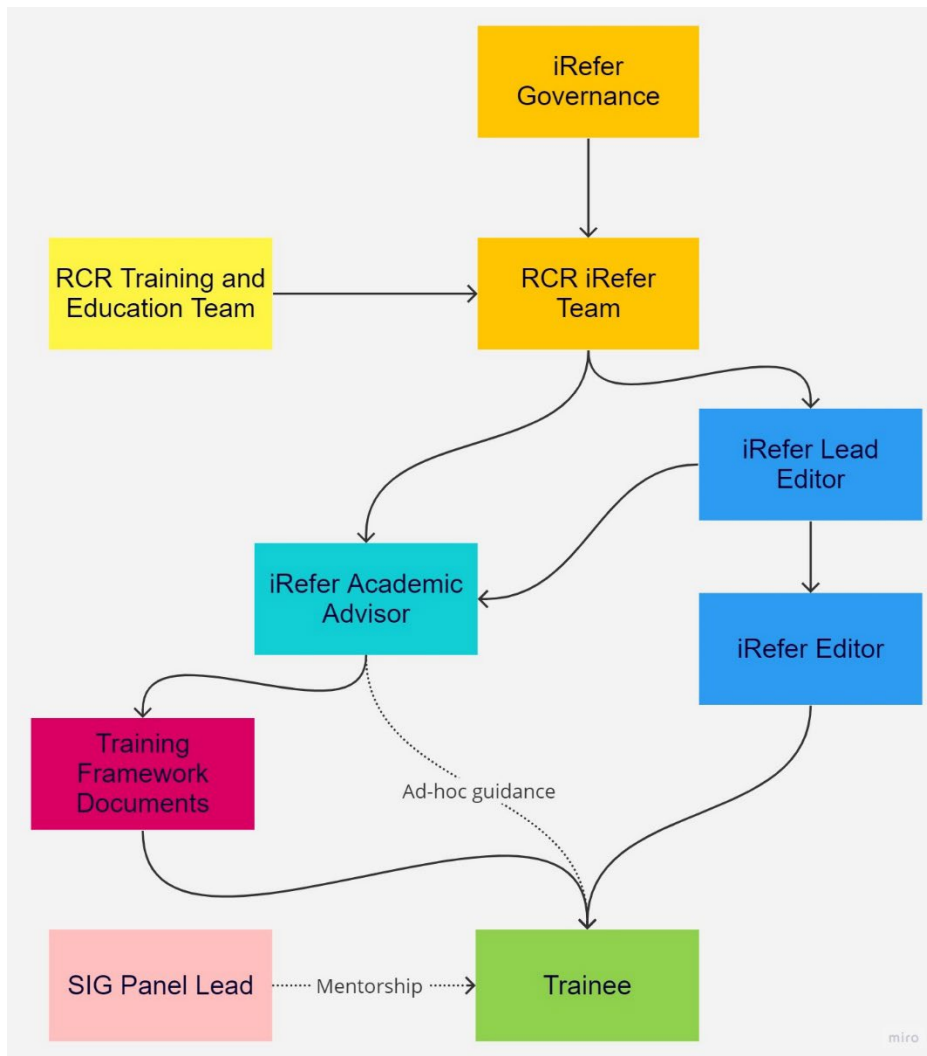 iRefer
Governance
RCR Training and
Education Team
RCR iRefer
Team
iRefer Lead
Editor
iRefer Academic
Advisor
iRefer Editor
Training
Framework
Documents
Ad-hoc guidance
SIG Panel Lead
Mentorship
Trainee
miro